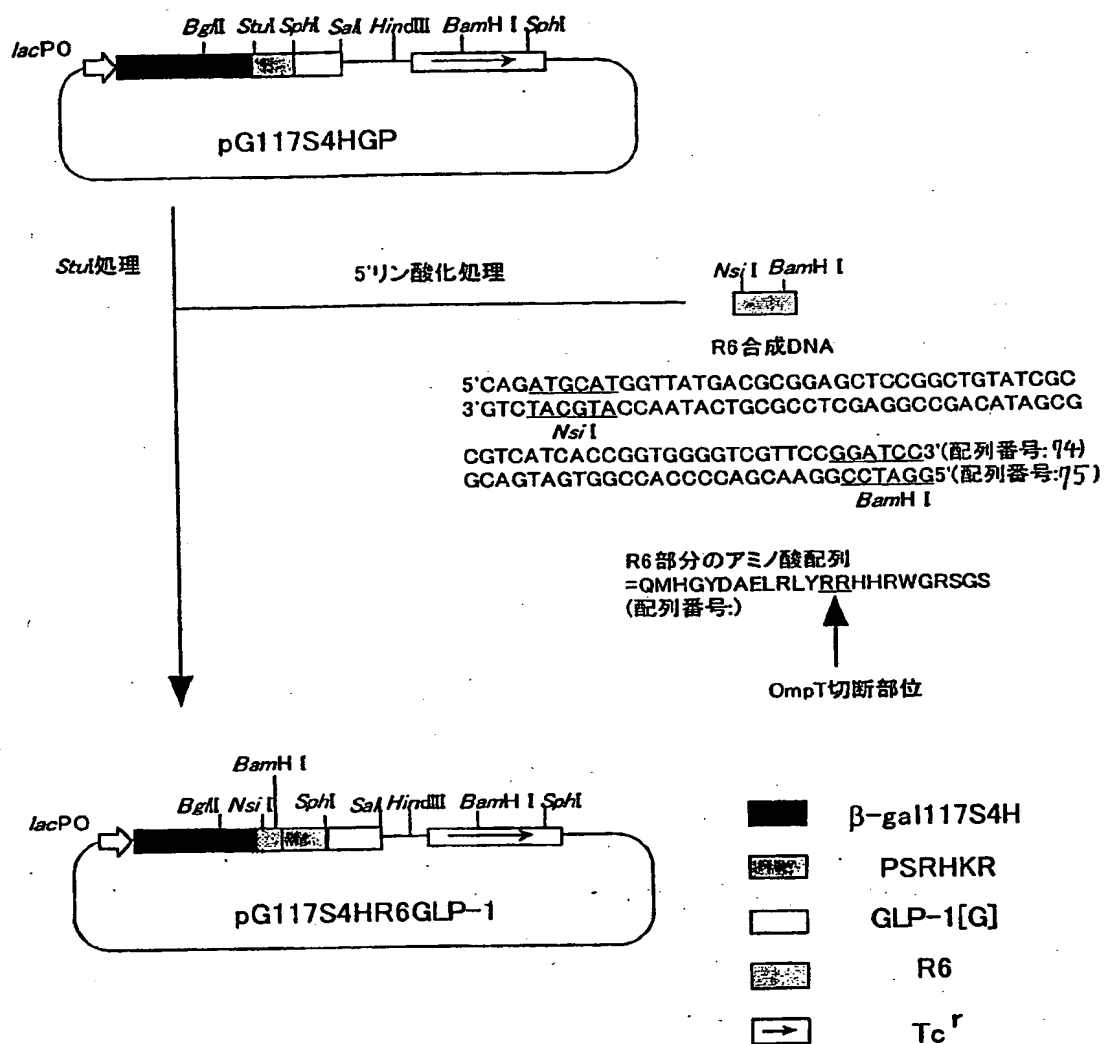 BglII StuI SphI SalI HindIII BamH I SphI
lacPO
pG117S4HGP
StuI処理
5'リン酸化処理
Nsi I BamH I
R6合成DNA
5'CAGATGCATGGTTATGACGCGGAGCTCCGGCTGTATCGC
3'GTCTACGTACCAATACTGCGCCTCGAGGCCGACATAGCG
Nsi I
CGTCATCACCGGTGGGGTCGTTCCGGATCC3'(配列番号:74)
GCAGTAGTGGCCACCCCAGCAAGGCCTAGG5'(配列番号:75)
BamH I
R6部分のアミノ酸配列
=QMHGYDAELRLYRRHHRWGRSGS
(配列番号:)
OmpT切断部位
BamH I
BglII Nsi I SphI SalI HindIII BamH I SphI
lacPO
pG117S4HR6GLP-1
β-gal117S4H
PSRHKR
GLP-1[G]
R6
Tc r